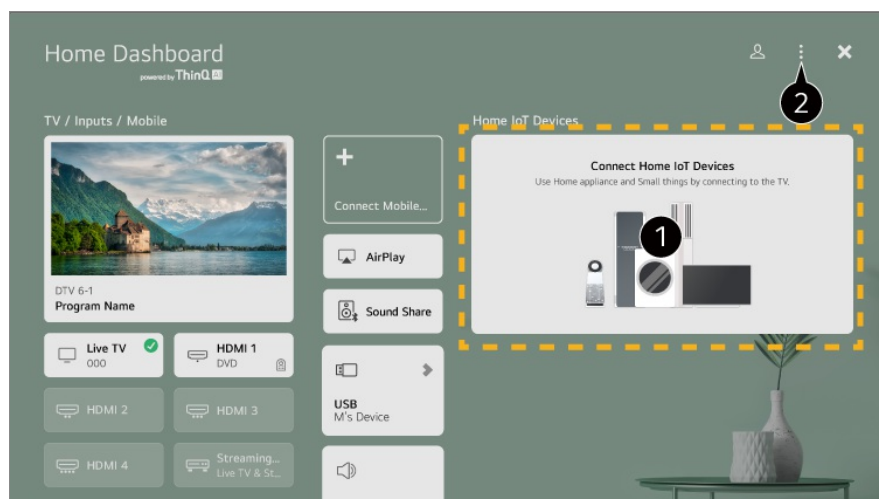 Home Dashboard
powered by ThinQ AI
2
TV / Inputs / Mobile
DTV 6-1
Program Name
Live TV
000
HDMI 1
DVD
HDMI 2
HDMI 3
HDMI 4
Streaming...
Live TV & St...
Connect Mobile...
AirPlay
Sound Share
USB
M's Device
Home IoT Devices
Connect Home IoT Devices
Use Home appliance and Small things by connecting to the TV.
1